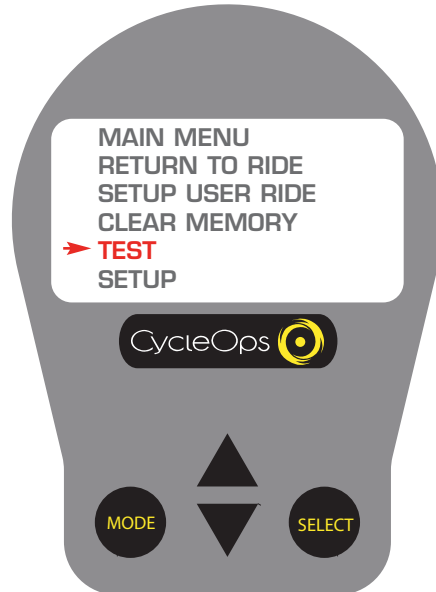 MAIN MENU
RETURN TO RIDE
SETUP USER RIDE
CLEAR MEMORY
TEST
SETUP
CycleOps
MODE
SELECT